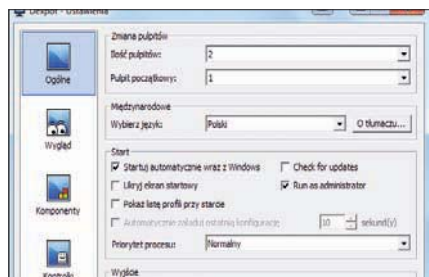 Dexpot - Ustawienia
Zmiana pulpitów
Ilość pulpitów:
2
Pulpit początkowy:
1
Ogólne
Międzynarodowe
Wybierz język:
Polski
O tłumaczu...
Wygląd
Start
Startuj automatycznie wraz z Windows
Check for updates
Ukryj ekran startowy
Run as administrator
Pokaż listę profili przy starcie
Komponenty
Automatycznie załaduj ostatnią konfigurację
10
sekund(y)
Priorytet procesu:
Normalny
Wyjście
Kontrolki